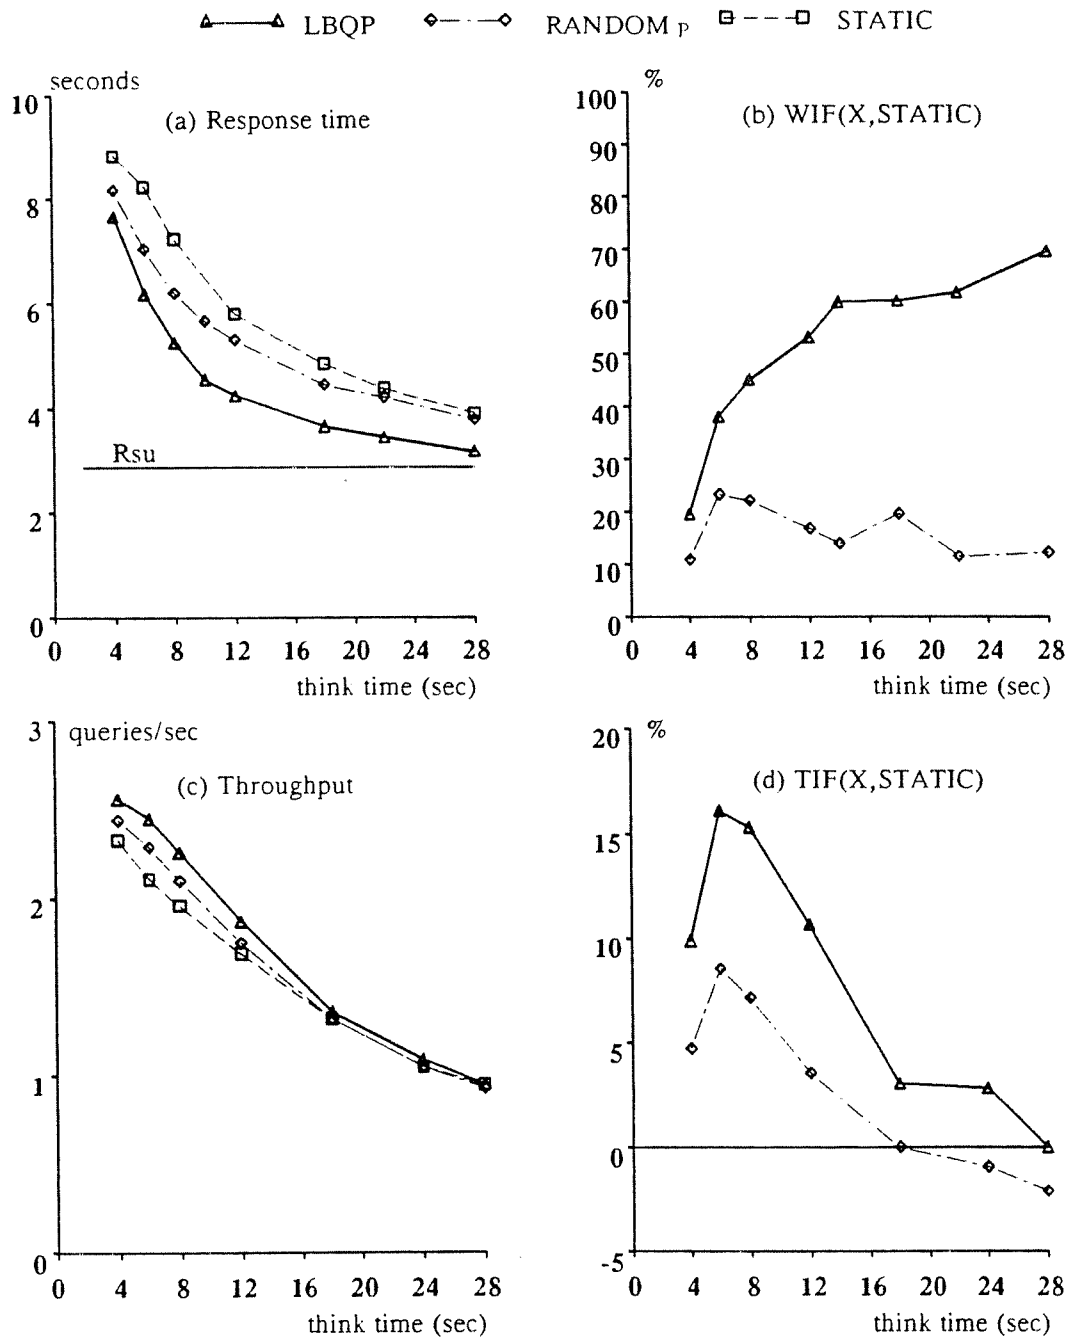 LBQP RANDOM P STATIC
seconds
10
(a) Response time
8
6
4
Rsu
2
0
0 4 8 12 16 20 24 28
think time (sec)
%
100
(b) WIF(X,STATIC)
90
80
70
60
50
40
30
20
10
0
0 4 8 12 16 20 24 28
think time (sec)
3
queries/sec
(c) Throughput
2
1
0
0 4 8 12 16 20 24 28
think time (sec)
20
%
(d) TIF(X,STATIC)
15
10
5
0
-5
0 4 8 12 16 20 24 28
think time (sec)